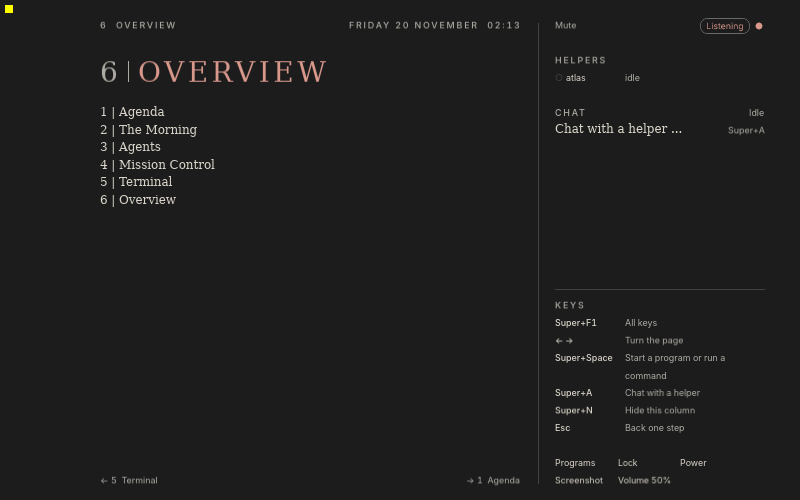 6 OVERVIEW
FRIDAY 20 NOVEMBER 02:13
6 | OVERVIEW
1 | Agenda
2 | The Morning
3 | Agents
4 | Mission Control
5 | Terminal
6 | Overview
← 5 Terminal
→ 1 Agenda
Mute
Listening
HELPERS
atlas idle
CHAT Idle
Chat with a helper ... Super+A
KEYS
Super+F1 All keys
← → Turn the page
Super+Space Start a program or run a
command
Super+A Chat with a helper
Super+N Hide this column
Esc Back one step
Programs Lock Power
Screenshot Volume 50%